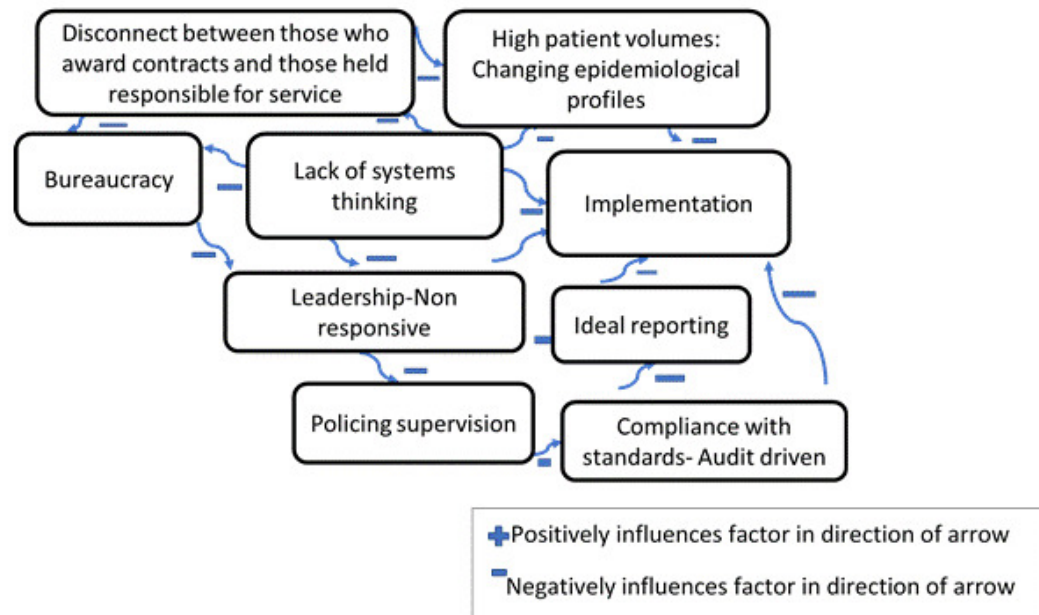 Disconnect between those who
award contracts and those held
responsible for service
High patient volumes:
Changing epidemiological
profiles
Bureaucracy
Lack of systems
thinking
Implementation
Leadership-Non
responsive
Ideal reporting
Policing supervision
Compliance with
standards- Audit driven
Positively influences factor in direction of arrow
Negatively influences factor in direction of arrow